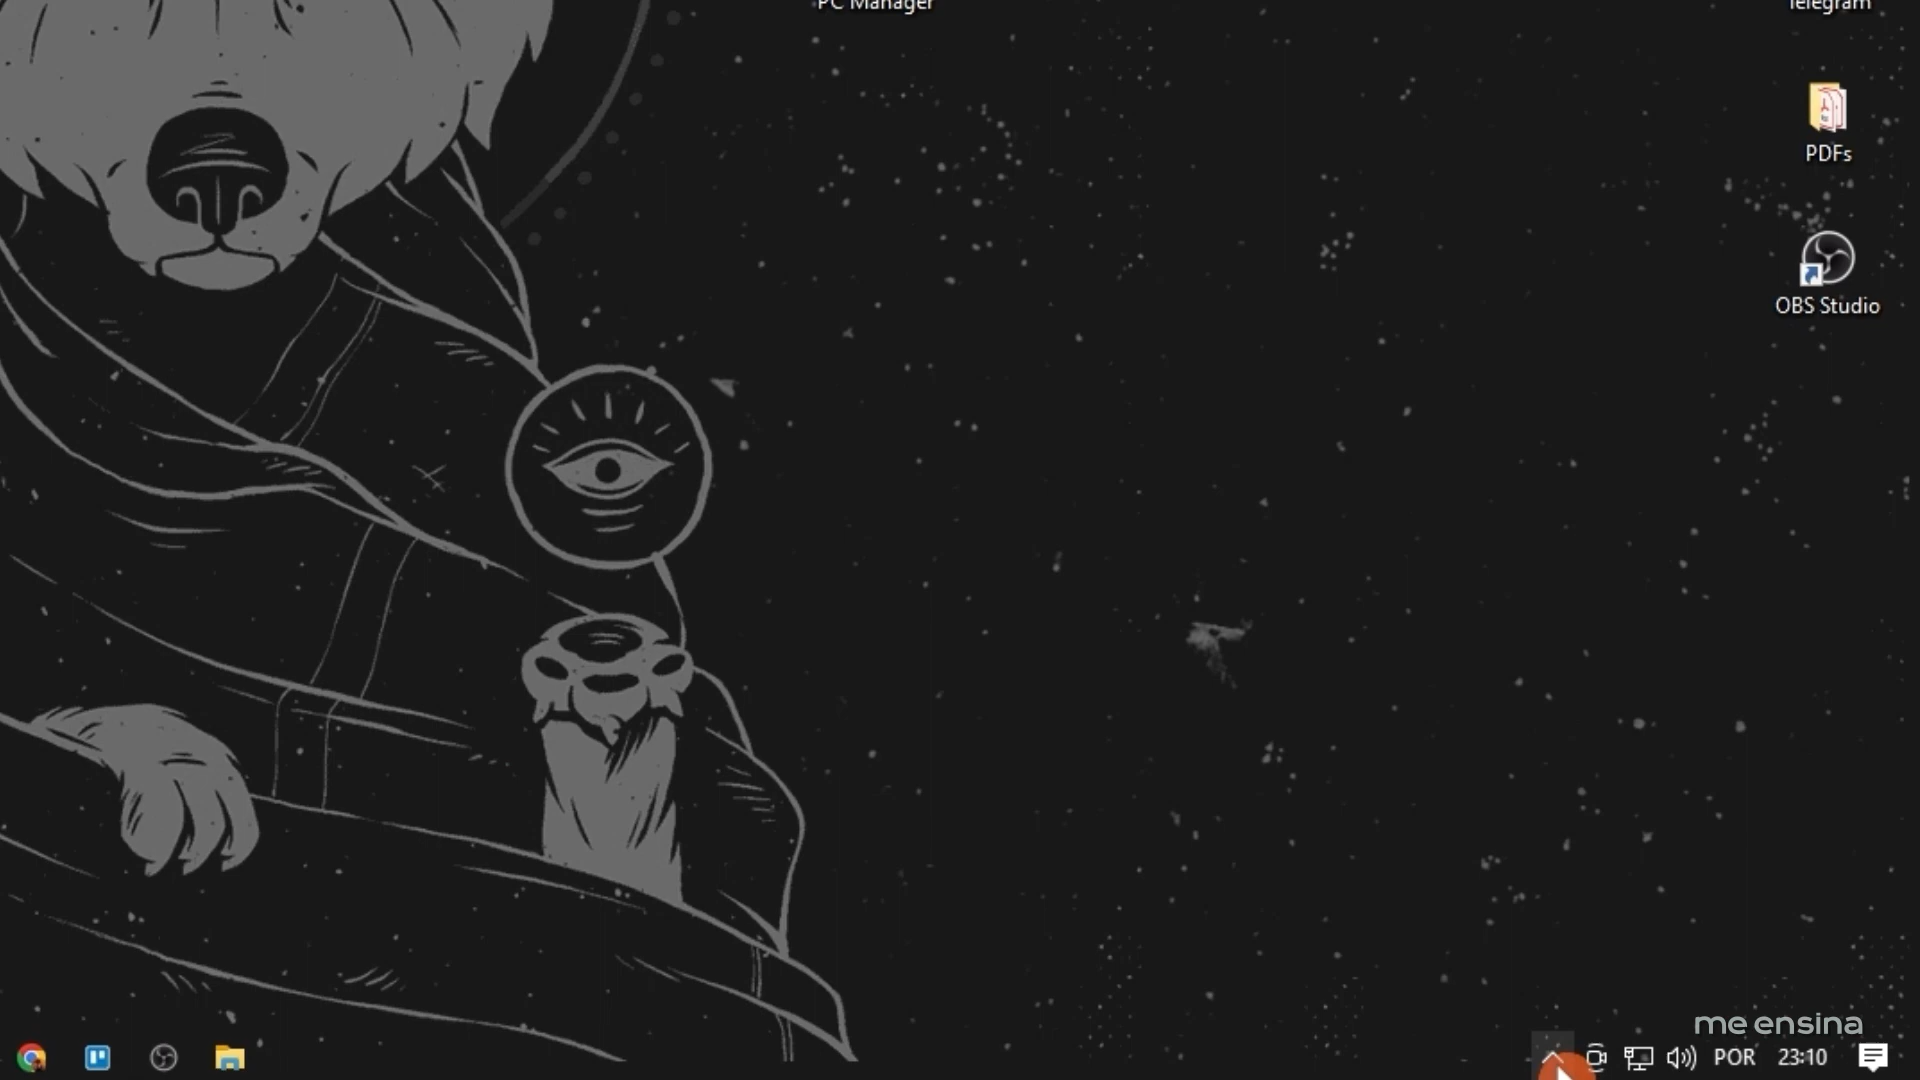 PC Manager
Telegram
PDFs
OBS Studio
me ensina
POR
23:10